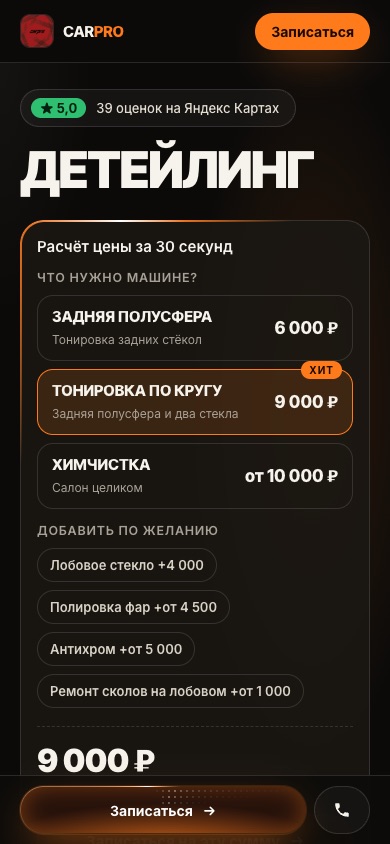 CARPRO
Записаться
5,0 39 оценок на Яндекс Картах
ДЕТЕЙЛИНГ
Расчёт цены за 30 секунд
ЧТО НУЖНО МАШИНЕ?
ЗАДНЯЯ ПОЛУСФЕРА
6 000 ₽
Тонировка задних стёкол
ХИТ
ТОНИРОВКА ПО КРУГУ
9 000 ₽
Задняя полусфера и два стекла
ХИМЧИСТКА
от 10 000 ₽
Салон целиком
ДОБАВИТЬ ПО ЖЕЛАНИЮ
Лобовое стекло +4 000
Полировка фар +от 4 500
Антихром +от 5 000
Ремонт сколов на лобовом +от 1 000
9 000 ₽
Записаться →